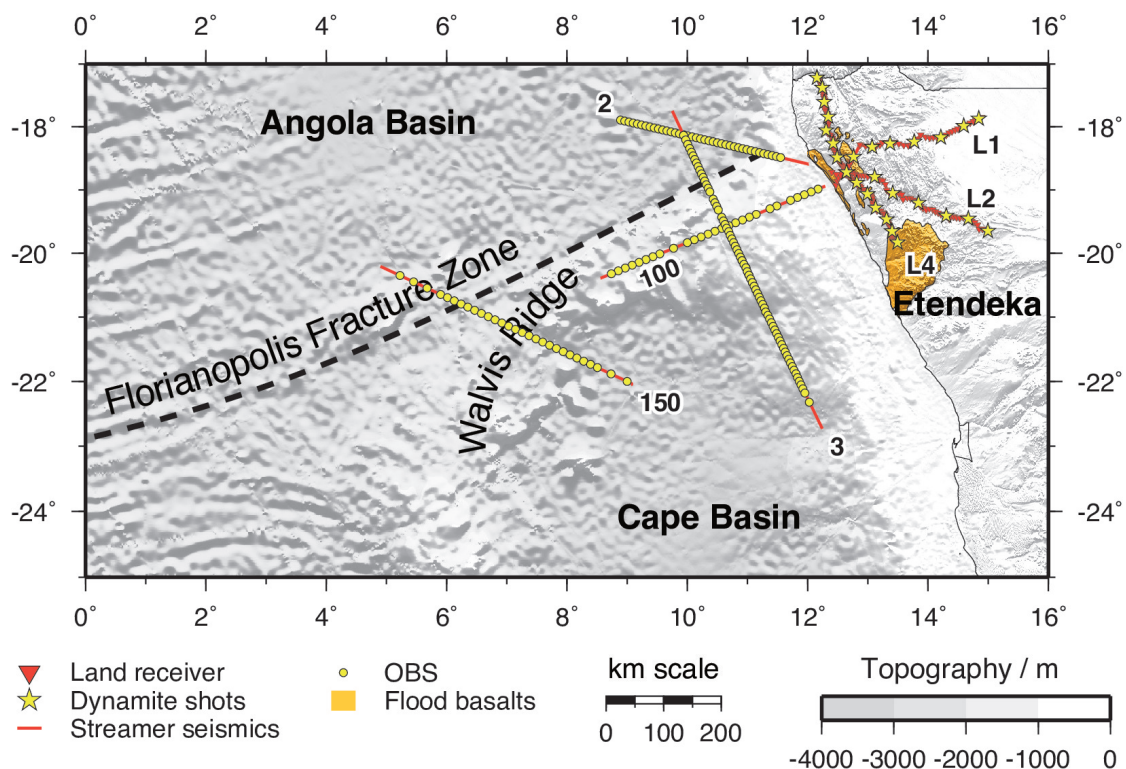 0° 2° 4° 6° 8° 10° 12° 14° 16°
-18° -18°
-20° -20°
-22° -22°
-24° -24°
Angola Basin
2
L1
L2
L4
Etendeka
100
Florianopolis Fracture Zone
Walvis Ridge
150
3
Cape Basin
0° 2° 4° 6° 8° 10° 12° 14° 16°
Land receiver
Dynamite shots
Streamer seismics
OBS
Flood basalts
km scale
0 100 200
Topography / m
-4000 -3000 -2000 -1000 0